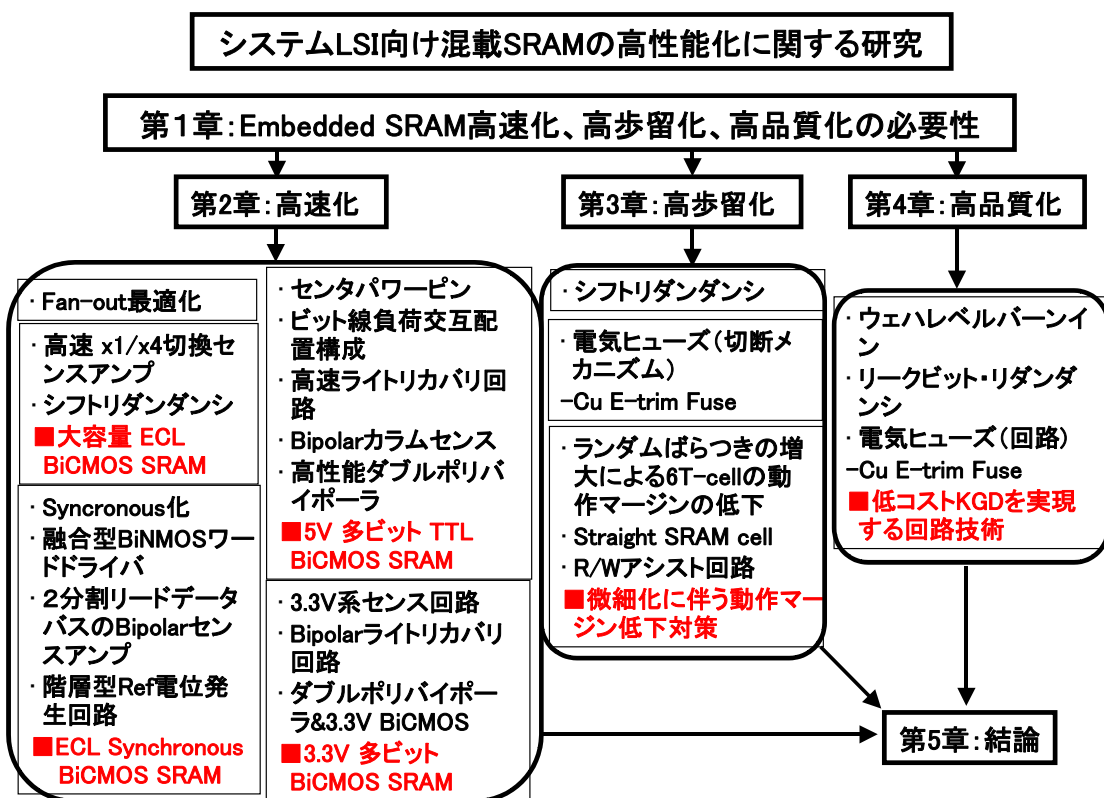 システムLSI向け混載SRAMの高性能化に関する研究
第１章：Embedded SRAM高速化、高歩留化、高品質化の必要性
第2章：高速化
第3章：高歩留化
第4章：高品質化
・Fan-out最適化
・高速 x1/x4切換セ
ンスアンプ
・シフトリダンダンシ
■大容量 ECL
BiCMOS SRAM
・Syncronous化
・融合型BiNMOSワー
ドドライバ
・２分割リードデータ
バスのBipolarセン
スアンプ
・階層型Ref電位発
生回路
■ECL Synchronous
BiCMOS SRAM
・センタパワーピン
・ビット線負荷交互配
置構成
・高速ライトリカバリ回
路
・Bipolarカラムセンス
・高性能ダブルポリバ
イポーラ
■5V 多ビット TTL
BiCMOS SRAM
・3.3V系センス回路
・Bipolarライトリカバリ
回路
・ダブルポリバイポー
ラ&3.3V BiCMOS
■3.3V 多ビット
BiCMOS SRAM
・シフトリダンダンシ
・電気ヒューズ（切断メ
カニズム）
-Cu E-trim Fuse
・ランダムばらつきの増
大による6T-cellの動
作マージンの低下
・Straight SRAM cell
・R/Wアシスト回路
■微細化に伴う動作マー
ジン低下対策
・ウェハレベルバーンイ
ン
・リークビット・リダンダ
ンシ
・電気ヒューズ（回路）
-Cu E-trim Fuse
■低コストKGDを実現
する回路技術
第5章：結論